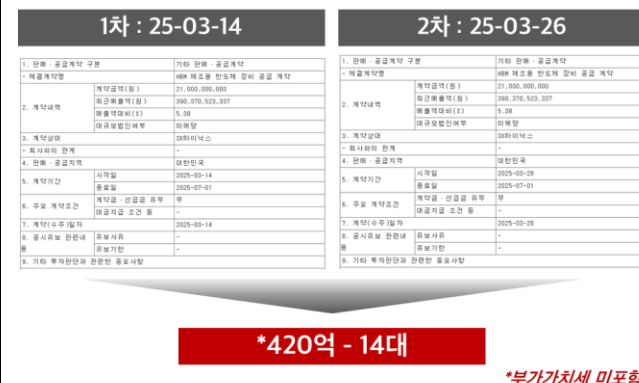 1차 : 25-03-14
1. 판매ㆍ공급계약 구분 기타 판매ㆍ공급계약
- 체결계약명 HBM 제조용 반도체 장비 공급 계약
2. 계약내역 계약금액(원) 21,000,000,000
최근매출액(원) 390,370,523,337
매출액대비(%) 5.38
대규모법인여부 미해당
3. 계약상대 SK하이닉스
- 회사와의 관계 -
4. 판매ㆍ공급지역 대한민국
5. 계약기간 시작일 2025-03-14
종료일 2025-07-01
6. 주요 계약조건 계약금ㆍ선급금 유무 무
대금지급 조건 등 -
7. 계약(수주)일자 2025-03-14
8. 공시유보 관련내용 유보사유 -
유보기한 -
9. 기타 투자판단과 관련한 중요사항
2차 : 25-03-26
1. 판매ㆍ공급계약 구분 기타 판매ㆍ공급계약
- 체결계약명 HBM 제조용 반도체 장비 공급 계약
2. 계약내역 계약금액(원) 21,000,000,000
최근매출액(원) 390,370,523,337
매출액대비(%) 5.38
대규모법인여부 미해당
3. 계약상대 SK하이닉스
- 회사와의 관계 -
4. 판매ㆍ공급지역 대한민국
5. 계약기간 시작일 2025-03-26
종료일 2025-07-01
6. 주요 계약조건 계약금ㆍ선급금 유무 무
대금지급 조건 등 -
7. 계약(수주)일자 2025-03-26
8. 공시유보 관련내용 유보사유 -
유보기한 -
9. 기타 투자판단과 관련한 중요사항
*420억 - 14대
*부가가치세 미포함